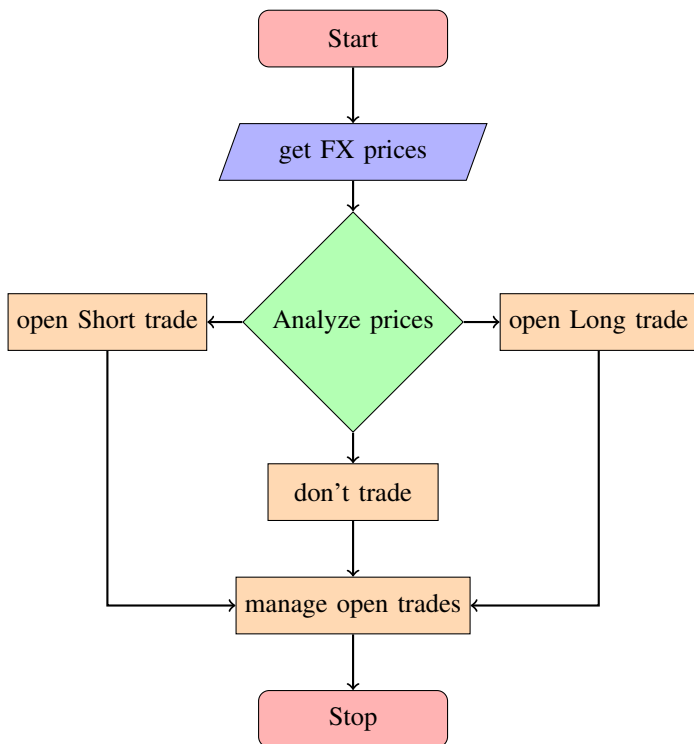 Start
get FX prices
open Short trade
Analyze prices
open Long trade
don't trade
manage open trades
Stop